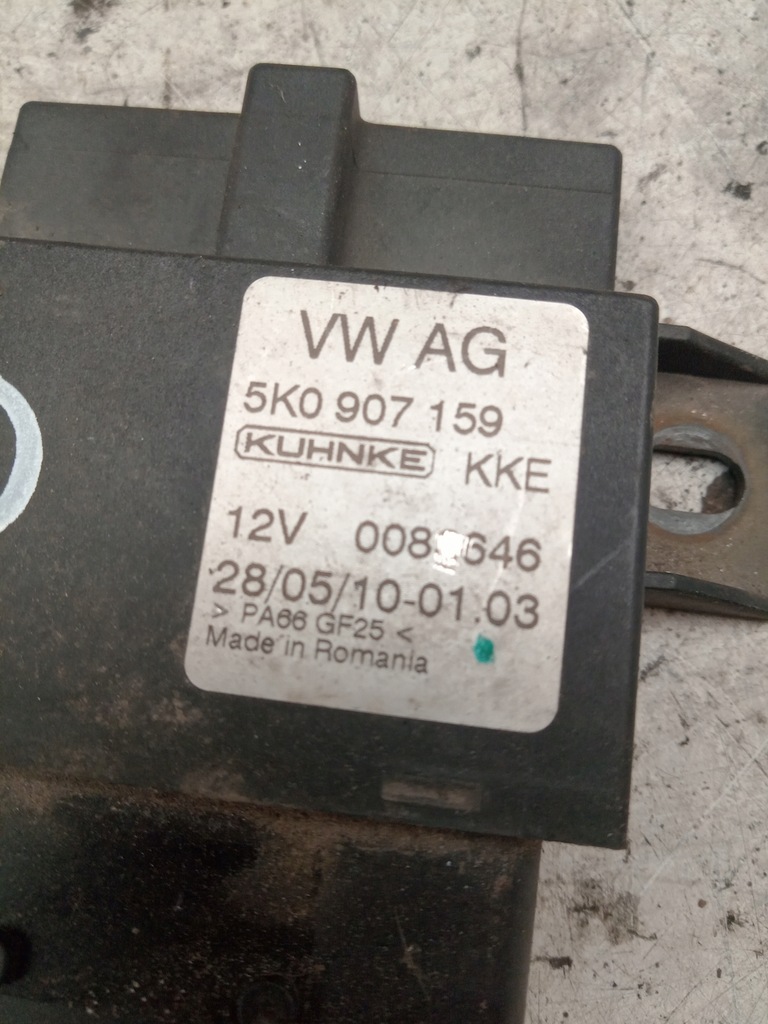 VW AG
5K0 907 159
KUHNKE KKE
12V
28/05/10-01.03
> PA66 GF25 <
Made in Romania